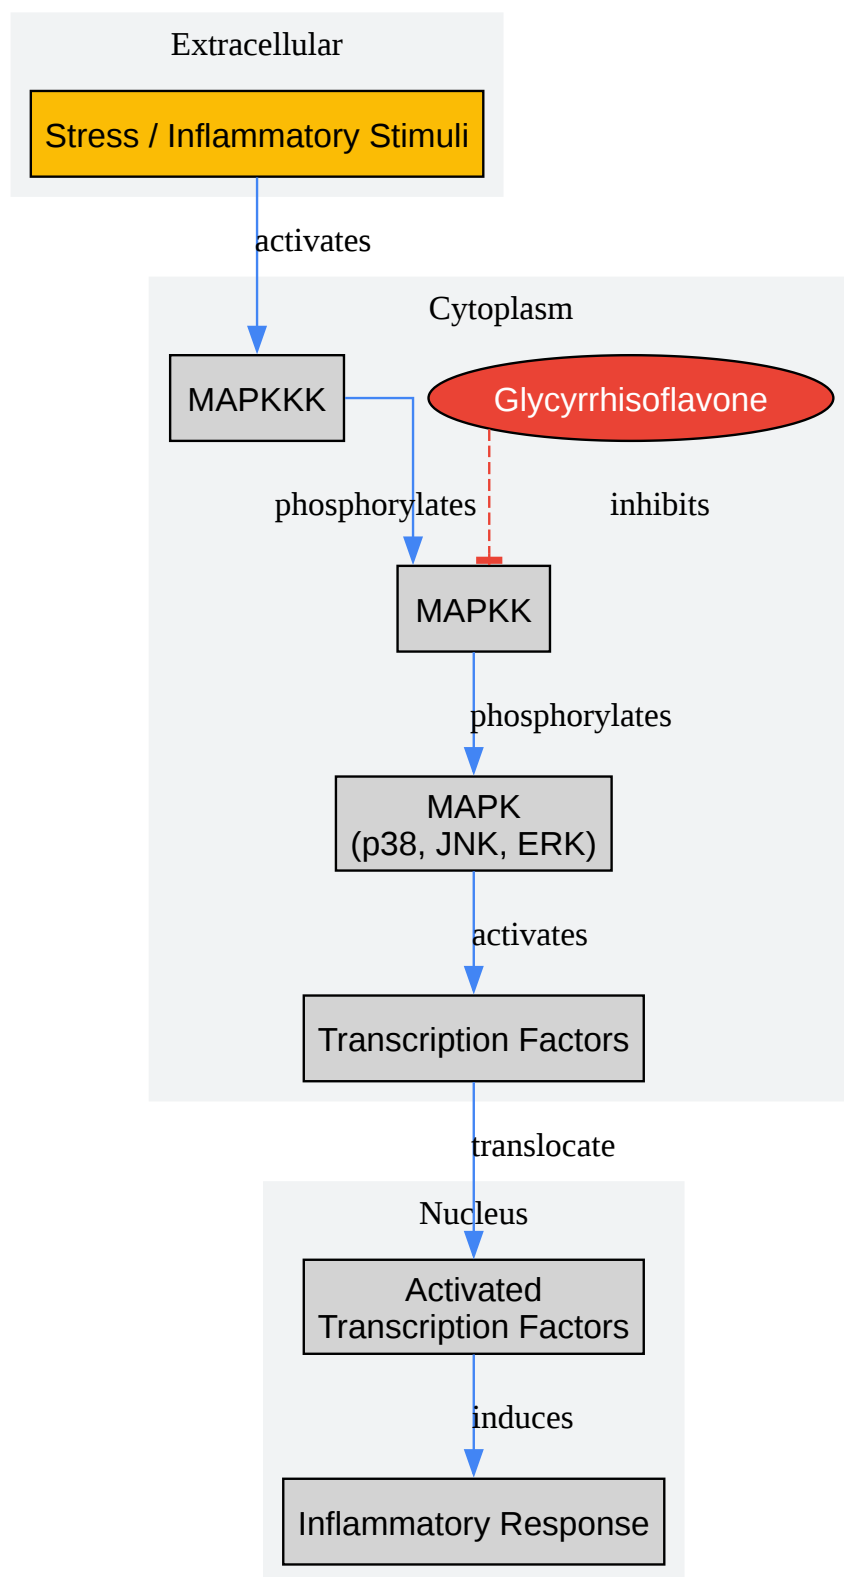 Extracellular
Stress / Inflammatory Stimuli
activates
Cytoplasm
MAPKKK
Glycyrrhisoflavone
phosphorylates
inhibits
MAPKK
phosphorylates
MAPK
(p38, JNK, ERK)
activates
Transcription Factors
translocate
Nucleus
Activated
Transcription Factors
induces
Inflammatory Response